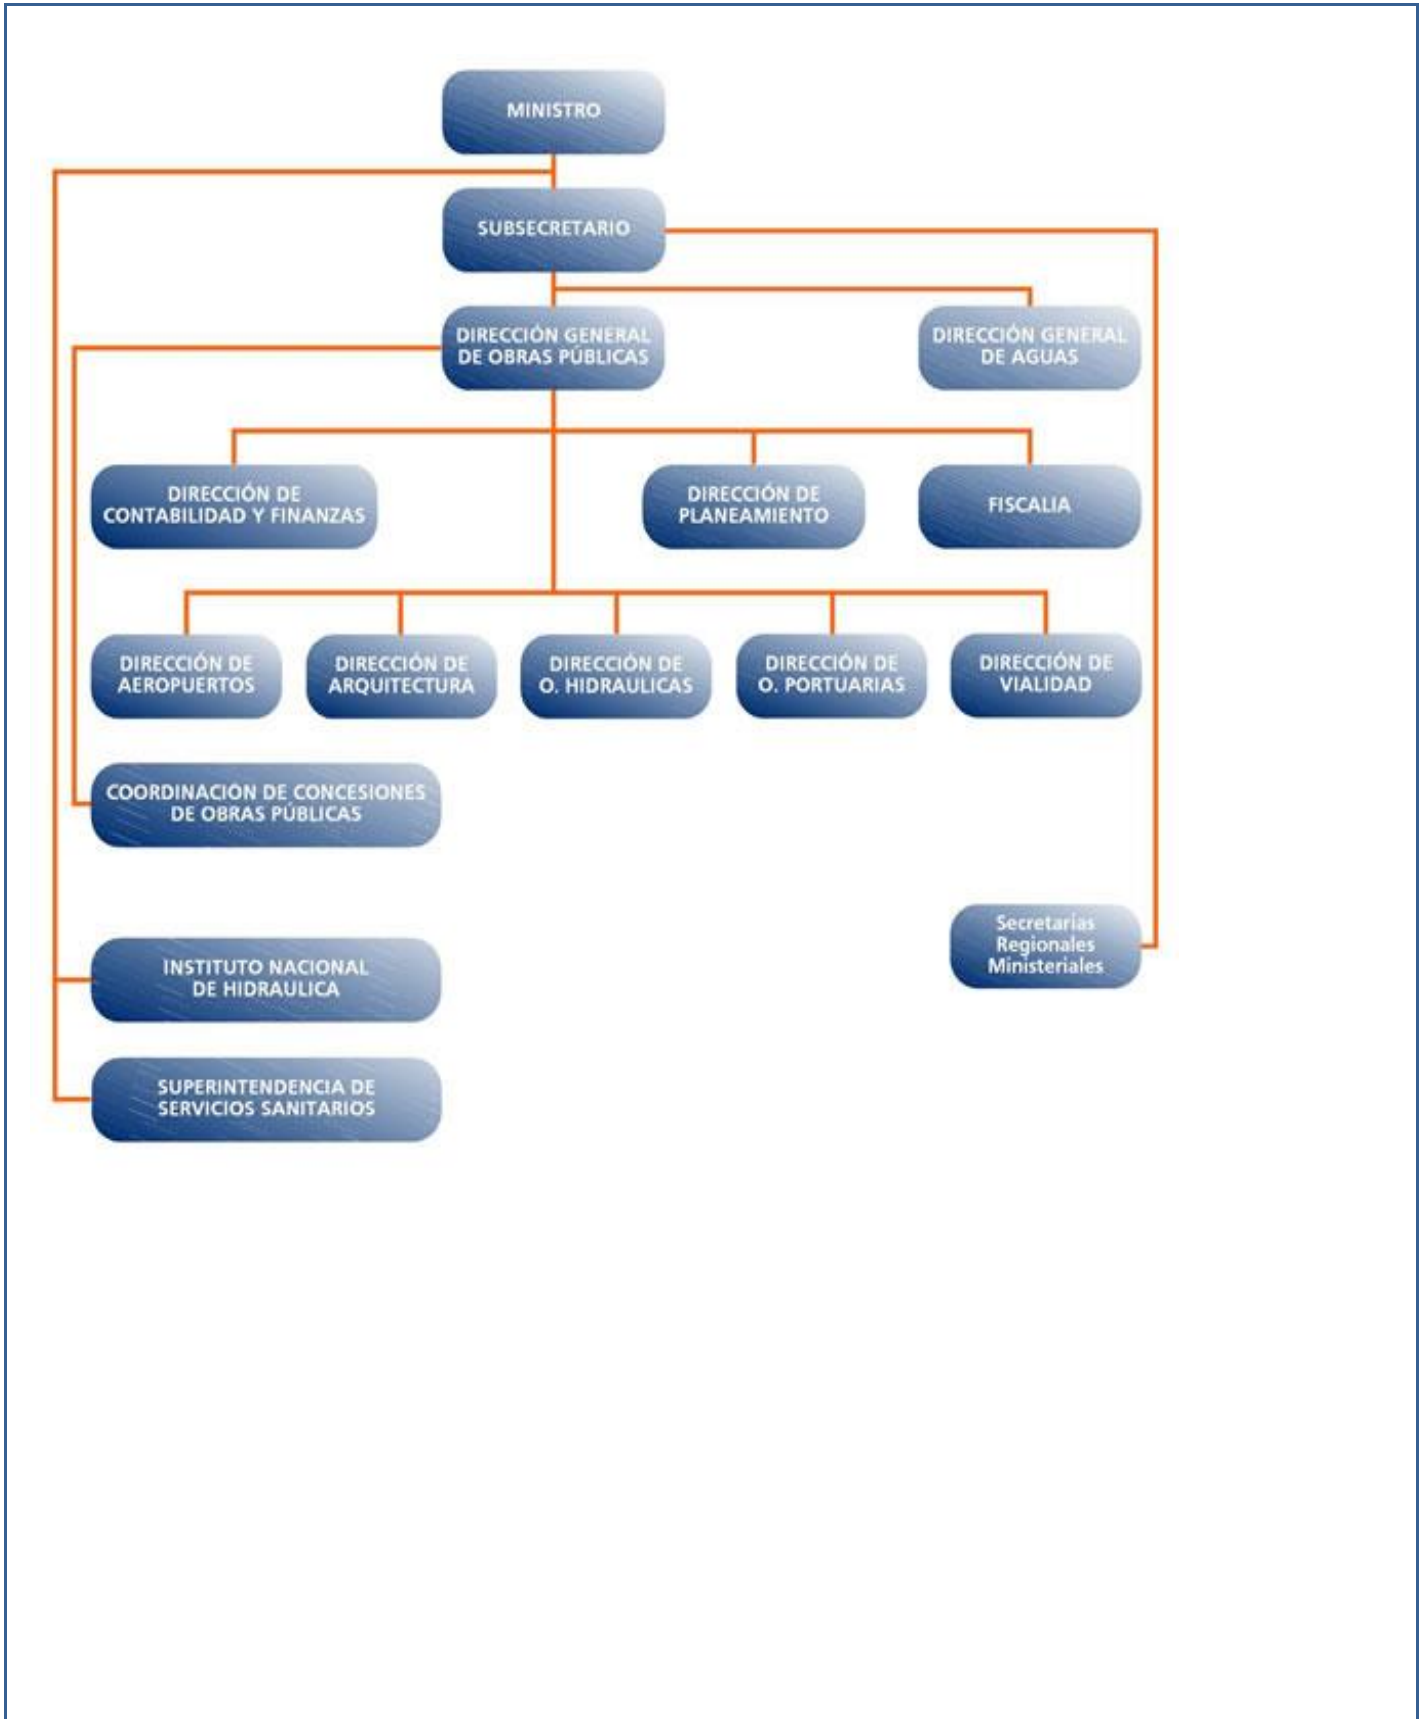 MINISTRO
SUBSECRETARIO
DIRECCIÓN GENERAL
DE OBRAS PÚBLICAS
DIRECCIÓN GENERAL
DE AGUAS
DIRECCIÓN DE
CONTABILIDAD Y FINANZAS
DIRECCIÓN DE
PLANEAMIENTO
FISCALIA
DIRECCIÓN DE
AEROPUERTOS
DIRECCIÓN DE
ARQUITECTURA
DIRECCIÓN DE
O. HIDRAULICAS
DIRECCIÓN DE
O. PORTUARIAS
DIRECCIÓN DE
VIALIDAD
COORDINACIÓN DE CONCESIONES
DE OBRAS PÚBLICAS
Secretarias
Regionales
Ministeriales
INSTITUTO NACIONAL
DE HIDRAULICA
SUPERINTENDENCIA DE
SERVICIOS SANITARIOS